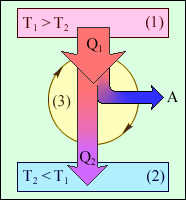 T₁ > T₂ (1)
Q₁
(3)
A
Q₂
T₂ < T₁ (2)